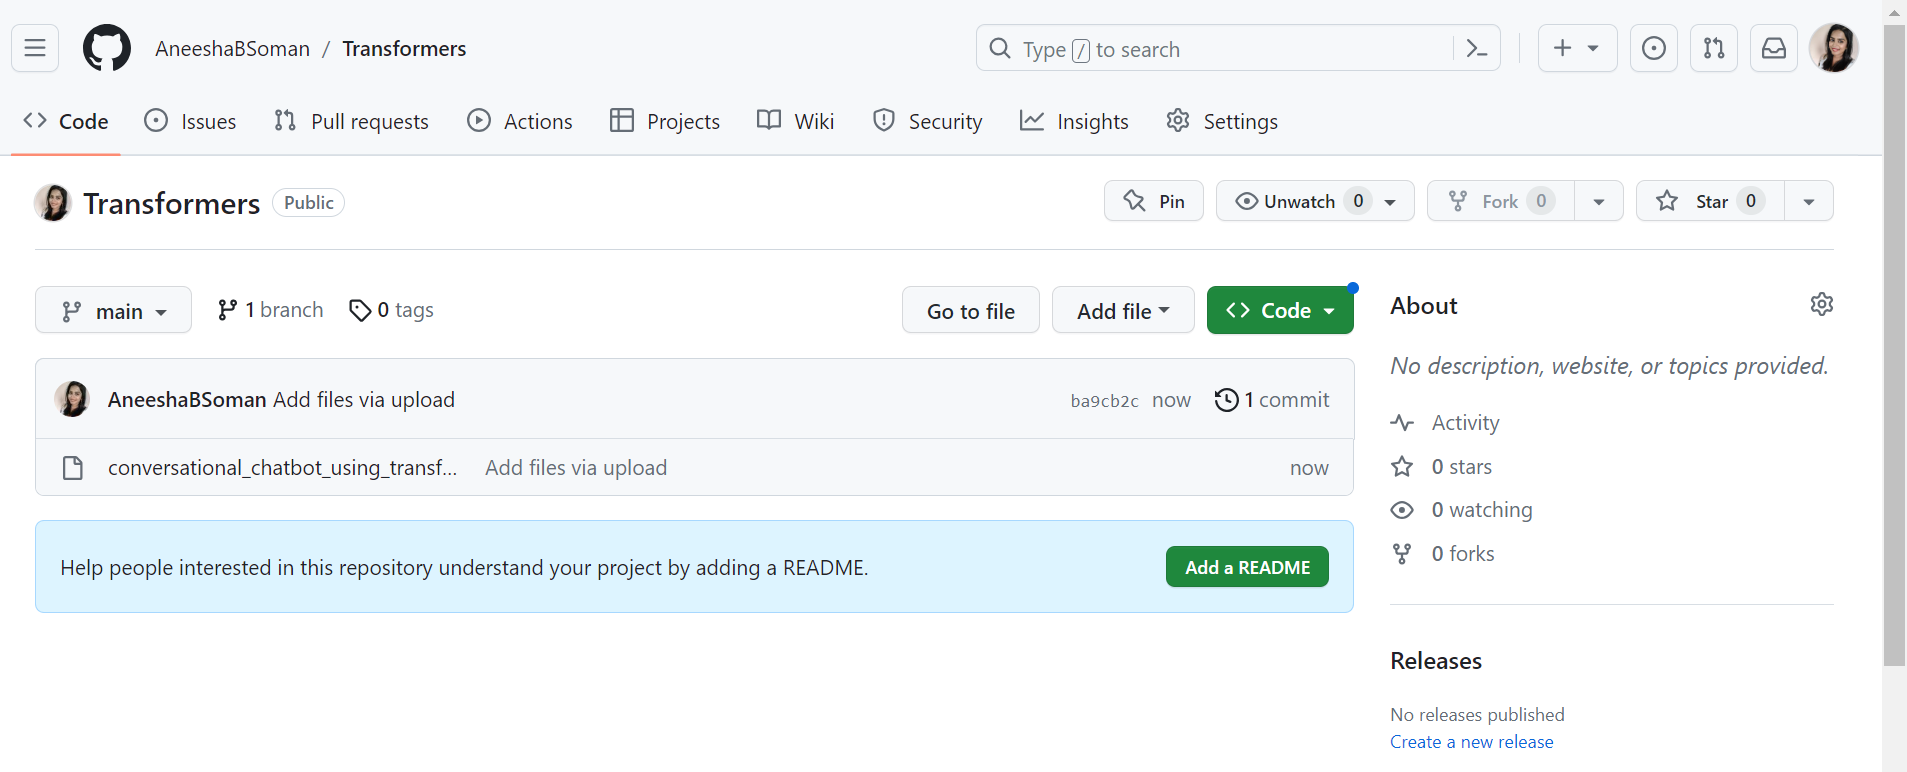 AneeshaBSoman / Transformers
Type / to search
Code Issues Pull requests Actions Projects Wiki Security Insights Settings
Transformers Public
Pin Unwatch 0 Fork 0 Star 0
main 1 branch 0 tags Go to file Add file Code
AneeshaBSoman Add files via upload ba9cb2c now 1 commit
conversational_chatbot_using_transf... Add files via upload now
Help people interested in this repository understand your project by adding a README. Add a README
About
No description, website, or topics provided.
Activity
0 stars
0 watching
0 forks
Releases
No releases published
Create a new release